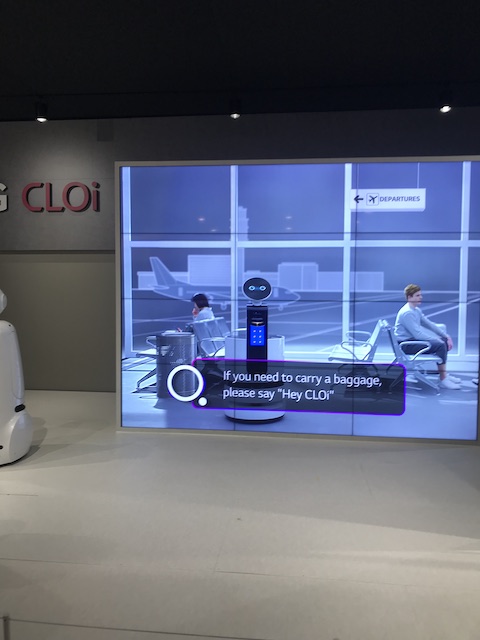 CLOi
DEPARTURES
If you need to carry a baggage,
please say "Hey CLOi"